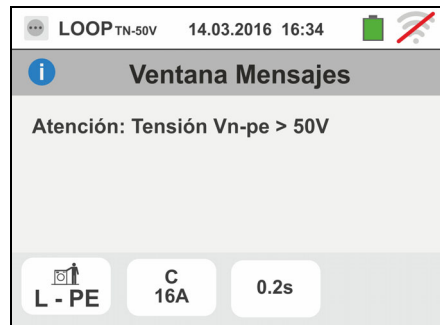 LOOP TN-50V 14.03.2016 16:34
i Ventana Mensajes
Atención: Tensión Vn-pe > 50V
L - PE
C
16A
0.2s